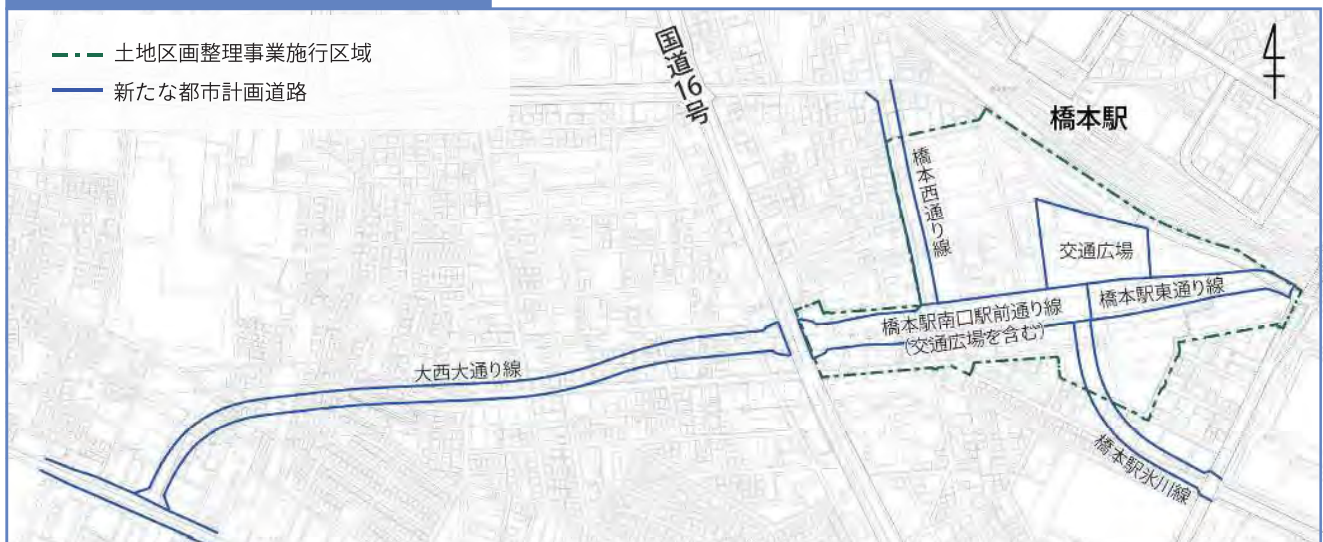 土地区画整理事業施行区域
新たな都市計画道路
国道16号
橋本駅
橋本西通り線
交通広場
橋本駅東通り線
橋本駅南口駅前通り線
(交通広場を含む)
大西大通り線
橋本駅氷川線